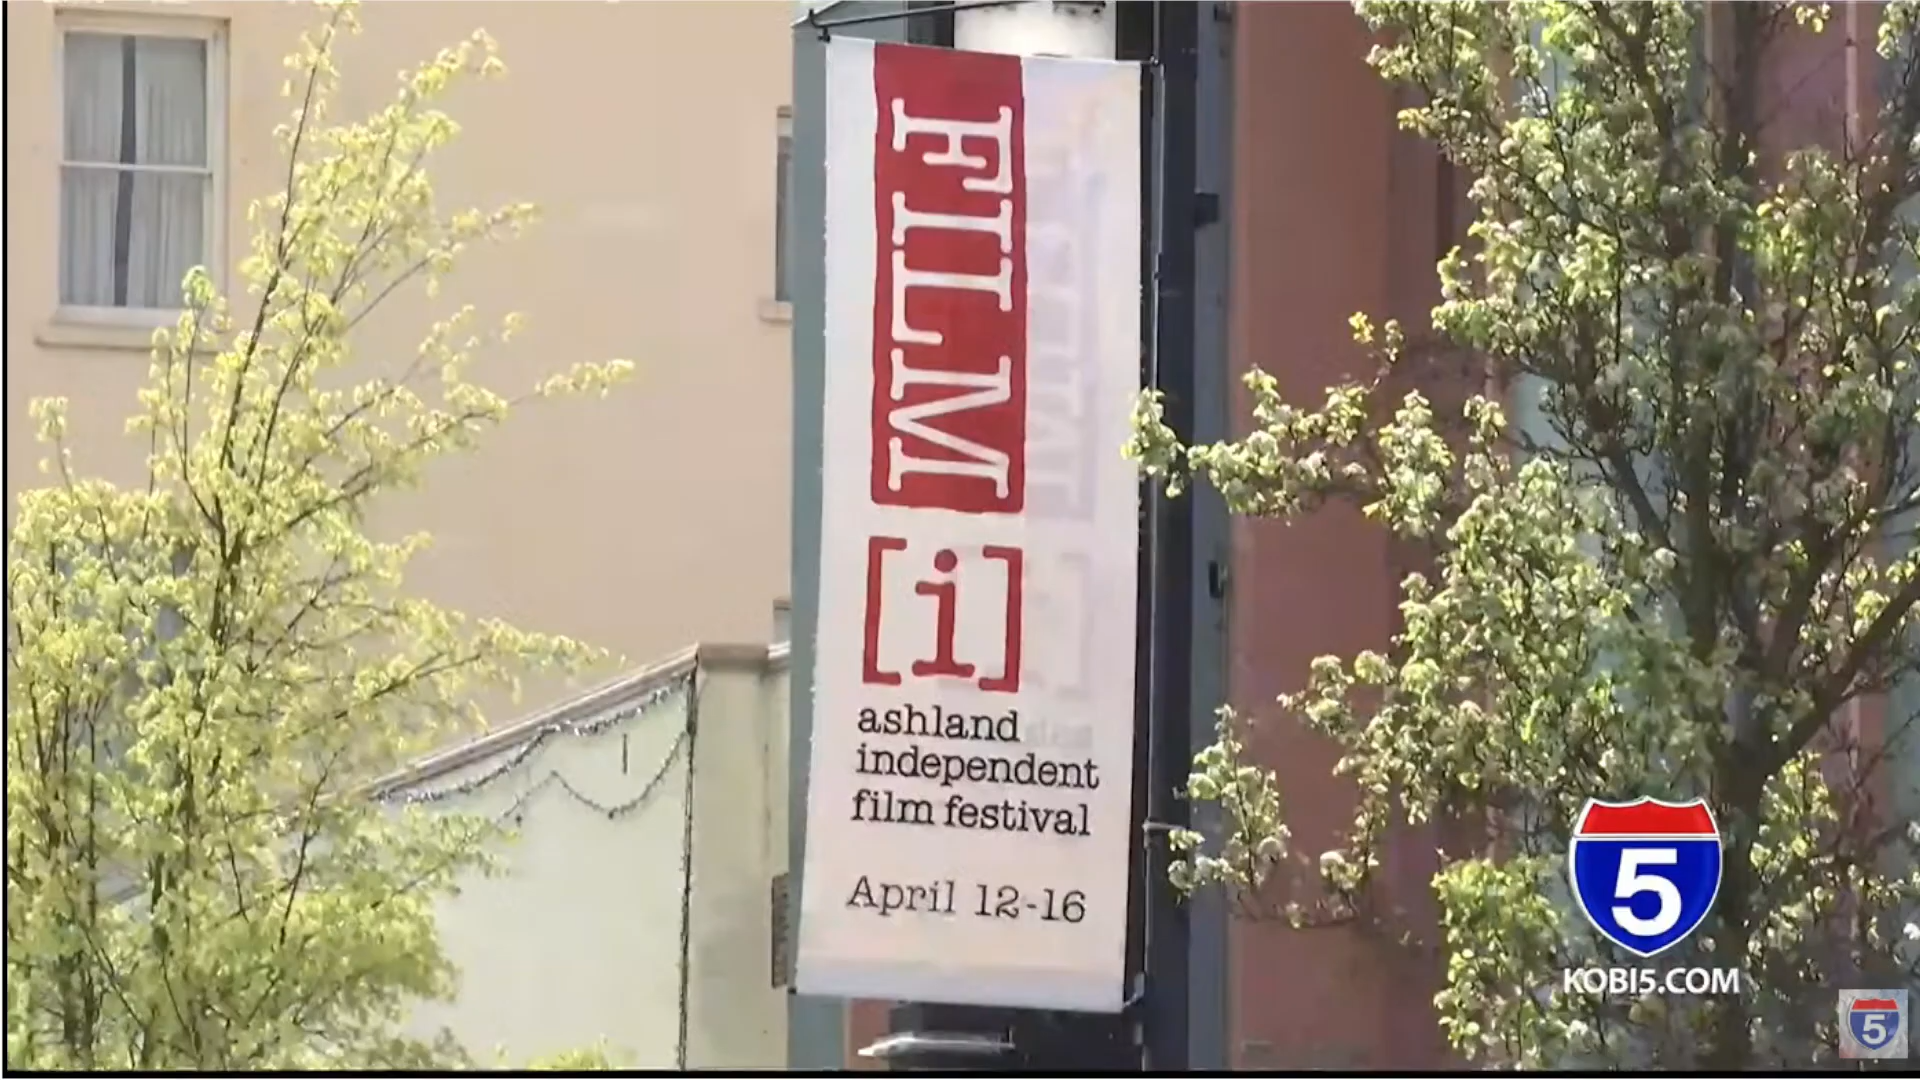 FILM
[i]
ashland
independent
film festival
April 12-16
5
KOBI5.COM
5